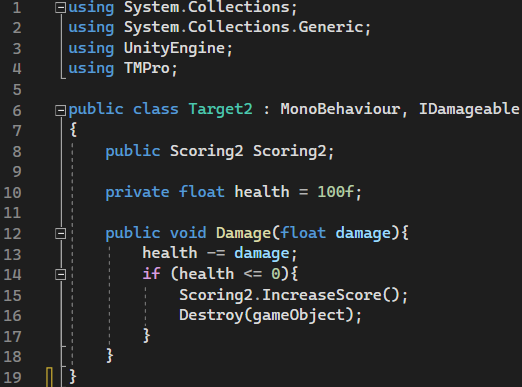 1 using System.Collections;
2 using System.Collections.Generic;
3 using UnityEngine;
4 using TMPro;
5
6 public class Target2 : MonoBehaviour, IDamageable
7 {
8 public Scoring2 Scoring2;
9
10 private float health = 100f;
11
12 public void Damage(float damage){
13 health -= damage;
14 if (health <= 0){
15 Scoring2.IncreaseScore();
16 Destroy(gameObject);
17 }
18 }
19 }